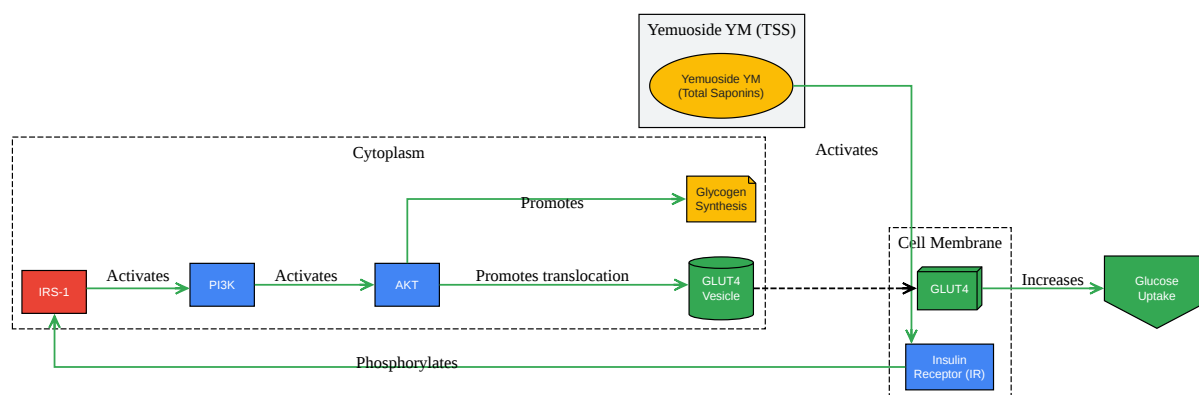 Yemuoside YM (TSS)
Yemuoside YM
(Total Saponins)
Activates
Cytoplasm
Glycogen
Synthesis
Promotes
IRS-1
Activates
PI3K
Activates
AKT
Promotes translocation
GLUT4
Vesicle
Cell Membrane
GLUT4
Increases
Glucose
Uptake
Insulin
Receptor (IR)
Phosphorylates